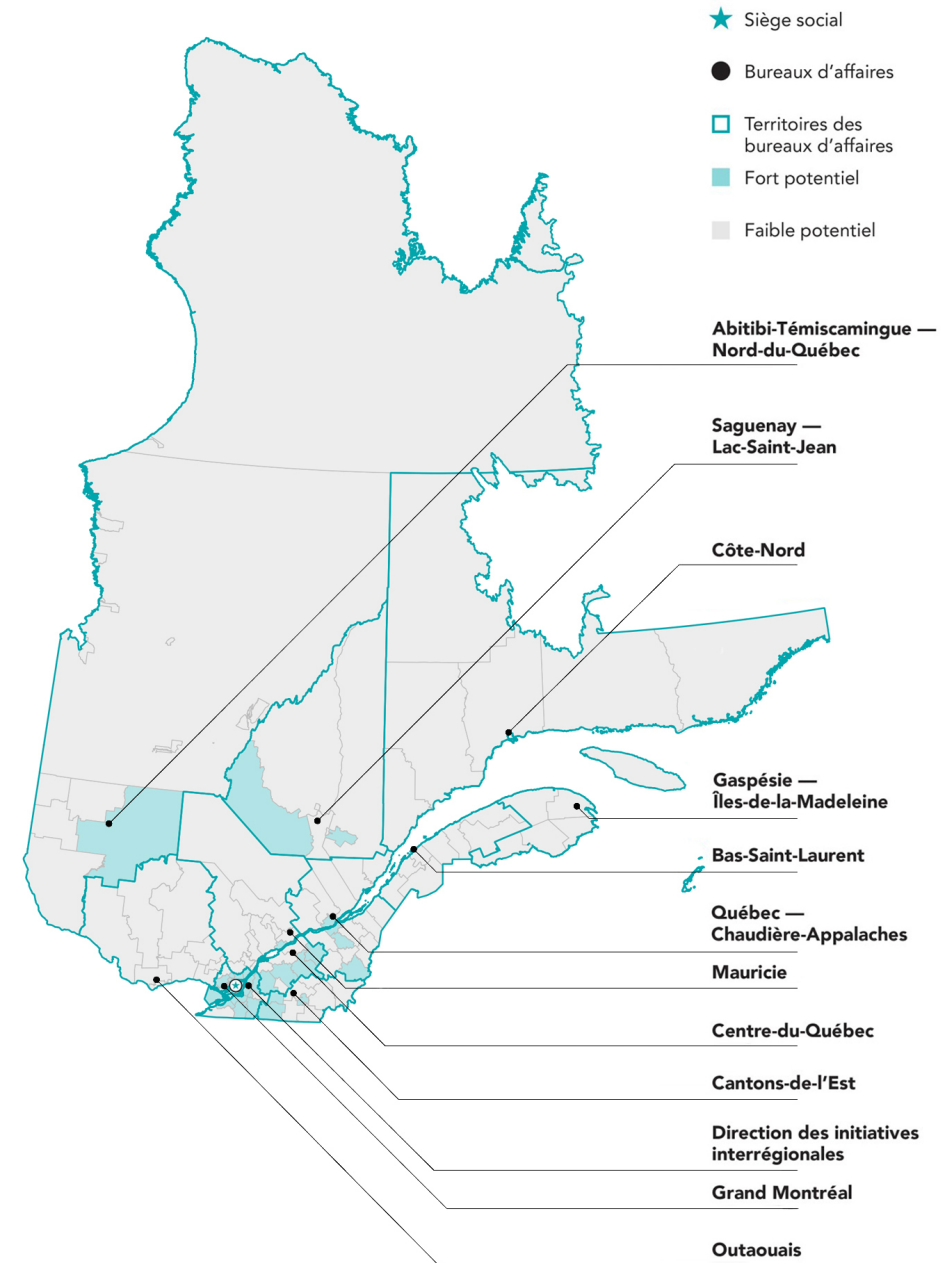 Siège social
Bureaux d'affaires
Territoires des
bureaux d'affaires
Fort potentiel
Faible potentiel
Abitibi-Témiscamingue —
Nord-du-Québec
Saguenay —
Lac-Saint-Jean
Côte-Nord
Gaspésie —
Îles-de-la-Madeleine
Bas-Saint-Laurent
Québec —
Chaudière-Appalaches
Mauricie
Centre-du-Québec
Cantons-de-l'Est
Direction des initiatives
interrégionales
Grand Montréal
Outaouais